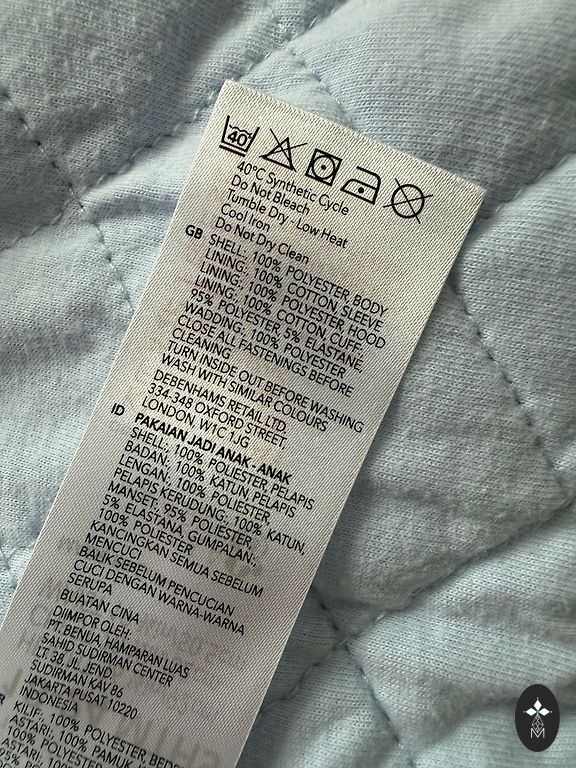 40
40°C Synthetic Cycle
Do Not Bleach
Tumble Dry - Low Heat
Cool Iron
Do Not Dry Clean
GB SHELL:, 100% POLYESTER, BODY
LINING:, 100% COTTON, SLEEVE
LINING:, 100% POLYESTER, HOOD
LINING:, 100% COTTON, CUFF:,
95% POLYESTER, 5% ELASTANE,
WADDING:, 100% POLYESTER
CLOSE ALL FASTENINGS BEFORE
CLEANING
TURN INSIDE OUT BEFORE WASHING
WASH WITH SIMILAR COLOURS
DEBENHAMS RETAIL LTD.
334-348 OXFORD STREET,
LONDON W1C 1JG
ID PAKAIAN JADI ANAK - ANAK
SHELL:, 100% POLIESTER, PELAPIS
BADAN:, 100% KATUN, PELAPIS
LENGAN:, 100% POLIESTER,
PELAPIS KERUDUNG:, 100% KATUN,
MANSET:, 95% POLIESTER,
5% ELASTANA, GUMPALAN:,
100% POLIESTER
KANCINGKAN SEMUA SEBELUM
MENCUCI
BALIK SEBELUM PENCUCIAN
CUCI DENGAN WARNA-WARNA
SERUPA
BUATAN CINA
DIIMPOR OLEH:
PT. BENUA HAMPARAN LUAS
SAHID SUDIRMAN CENTER
LT 38, JL. JEND
SUDIRMAN KAV 86
JAKARTA PUSAT 10220
INDONESIA
KILIF:, 100% POLYESTER, BEDEN
ASTARI:, 100% PAMUK,
ASTARI:, 100%
100% POLYESTER
M